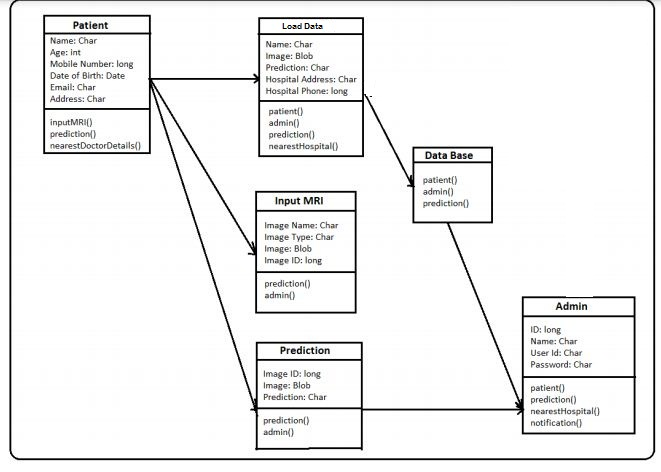 Patient
Name: Char
Age: int
Mobile Number: long
Date of Birth: Date
Email: Char
Address: Char
inputMRI()
prediction()
nearestDoctorDetails()
Load Data
Name: Char
Image: Blob
Prediction: Char
Hospital Address: Char
Hospital Phone: long
patient()
admin()
prediction()
nearestHospital()
Data Base
patient()
admin()
prediction()
Input MRI
Image Name: Char
Image Type: Char
Image: Blob
Image ID: long
prediction()
admin()
Prediction
Image ID: long
Image: Blob
Prediction: Char
prediction()
admin()
Admin
ID: long
Name: Char
User Id: Char
Password: Char
patient()
prediction()
nearestHospital()
notification()